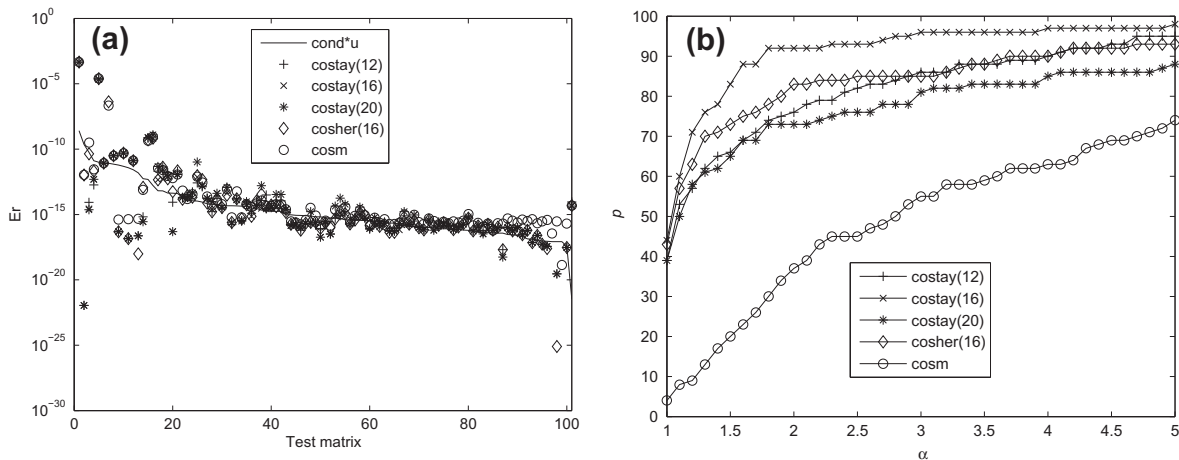 (a)
cond*u
costay(12)
costay(16)
costay(20)
cosher(16)
cosm
Er
10^0
10^-5
10^-10
10^-15
10^-20
10^-25
10^-30
0 20 40 60 80 100
Test matrix
(b)
costay(12)
costay(16)
costay(20)
cosher(16)
cosm
p
100
90
80
70
60
50
40
30
20
10
0
1 1.5 2 2.5 3 3.5 4 4.5 5
α